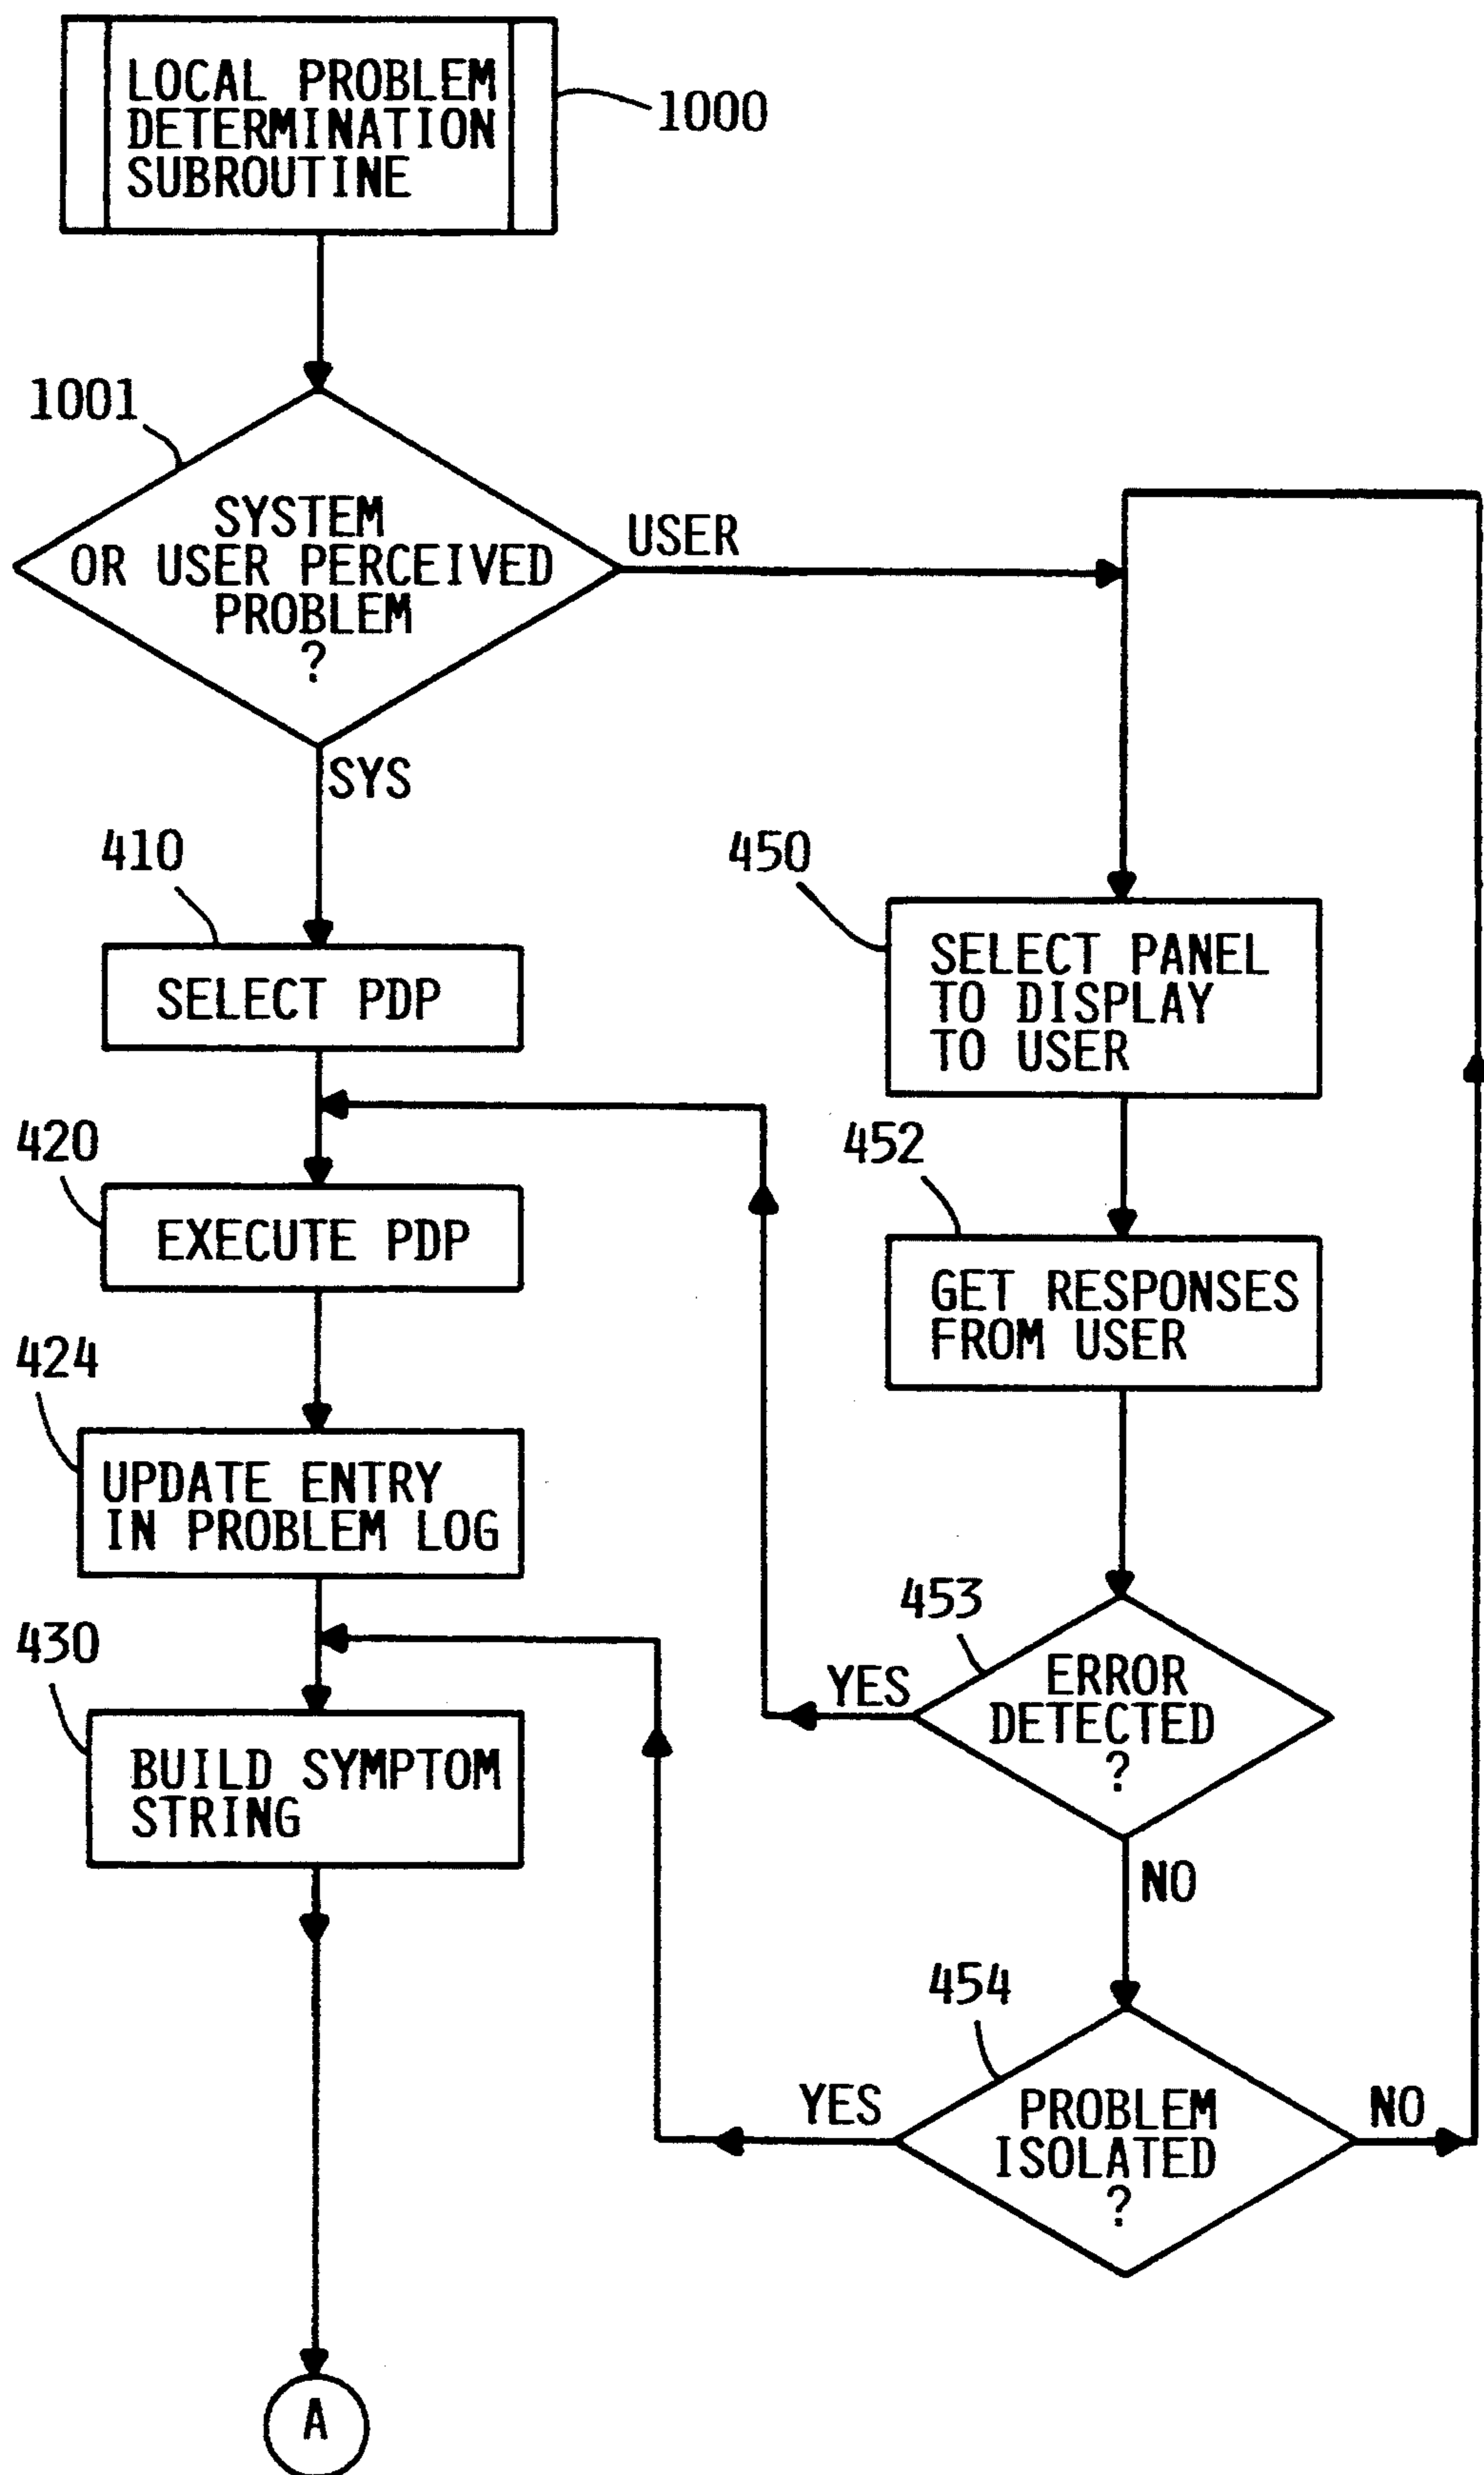 LOCAL PROBLEM
DETERMINATION
SUBROUTINE
1000
1001
SYSTEM
OR USER PERCEIVED
PROBLEM
?
USER
SYS
410
SELECT PDP
450
SELECT PANEL
TO DISPLAY
TO USER
420
EXECUTE PDP
452
GET RESPONSES
FROM USER
424
UPDATE ENTRY
IN PROBLEM LOG
453
ERROR
DETECTED
?
YES
NO
430
BUILD SYMPTOM
STRING
454
PROBLEM
ISOLATED
?
YES
NO
A